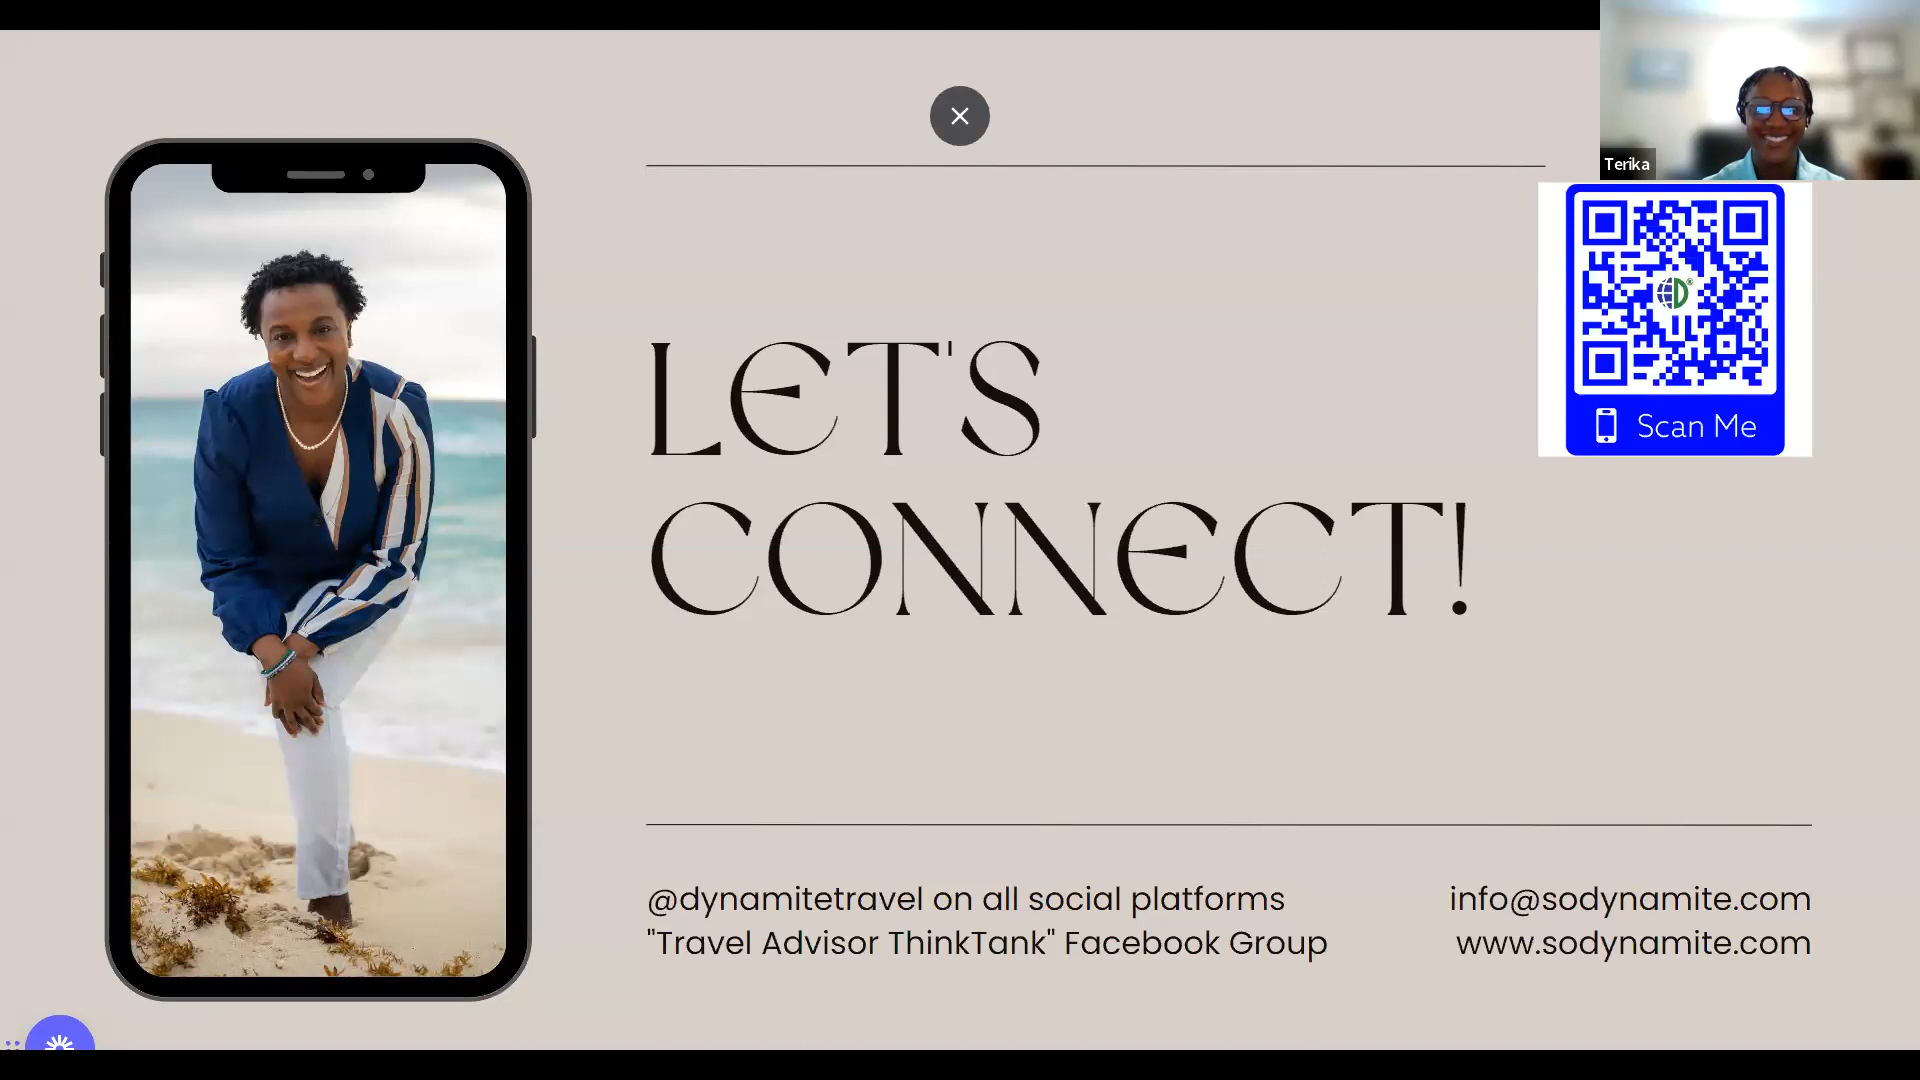 Terika
LET'S
CONNECT!
Scan Me
@dynamitetravel on all social platforms
"Travel Advisor ThinkTank" Facebook Group
info@sodynamite.com
www.sodynamite.com